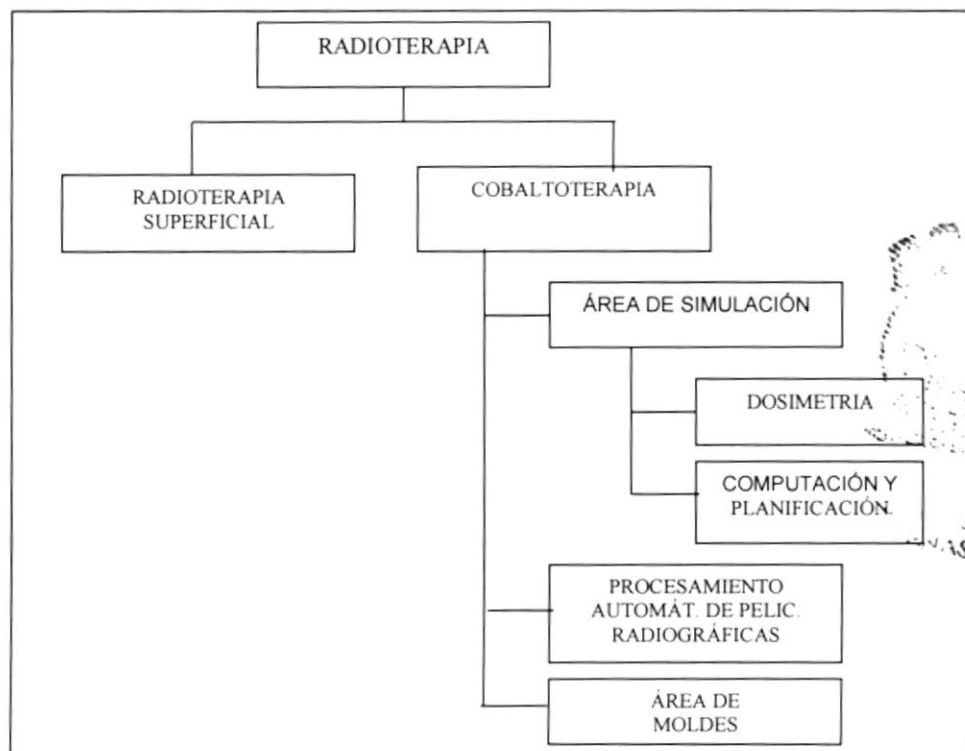 RADIOTERAPIA
RADIOTERAPIA
SUPERFICIAL
COBALTOTERAPIA
ÁREA DE SIMULACIÓN
DOSIMETRIA
COMPUTACIÓN Y
PLANIFICACIÓN.
PROCESAMIENTO
AUTOMÁT. DE PELIC.
RADIOGRÁFICAS
ÁREA DE
MOLDES